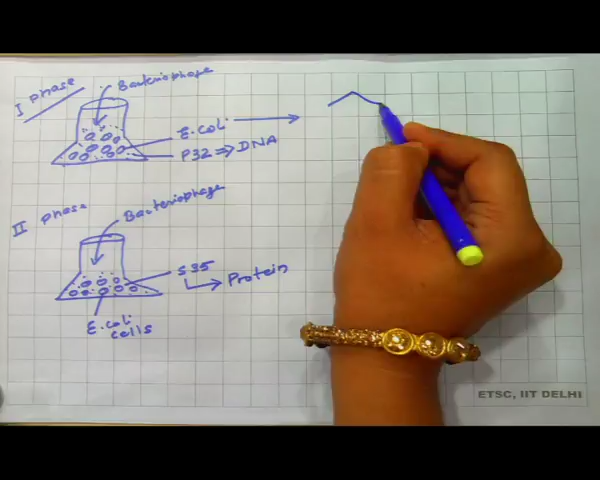 I phase
Bacteriophage
E.coli
P32 ⇒ DNA
II phase
Bacteriophage
S35
Protein
E.coli
cells
ETSC, IIT DELHI